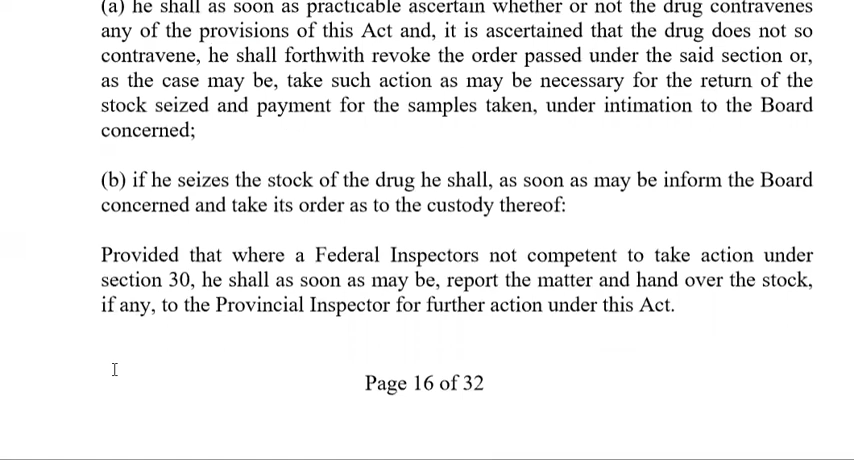 (a) he shall as soon as practicable ascertain whether or not the drug contravenes
any of the provisions of this Act and, it is ascertained that the drug does not so
contravene, he shall forthwith revoke the order passed under the said section or,
as the case may be, take such action as may be necessary for the return of the
stock seized and payment for the samples taken, under intimation to the Board
concerned;
(b) if he seizes the stock of the drug he shall, as soon as may be inform the Board
concerned and take its order as to the custody thereof:
Provided that where a Federal Inspectors not competent to take action under
section 30, he shall as soon as may be, report the matter and hand over the stock,
if any, to the Provincial Inspector for further action under this Act.
Page 16 of 32